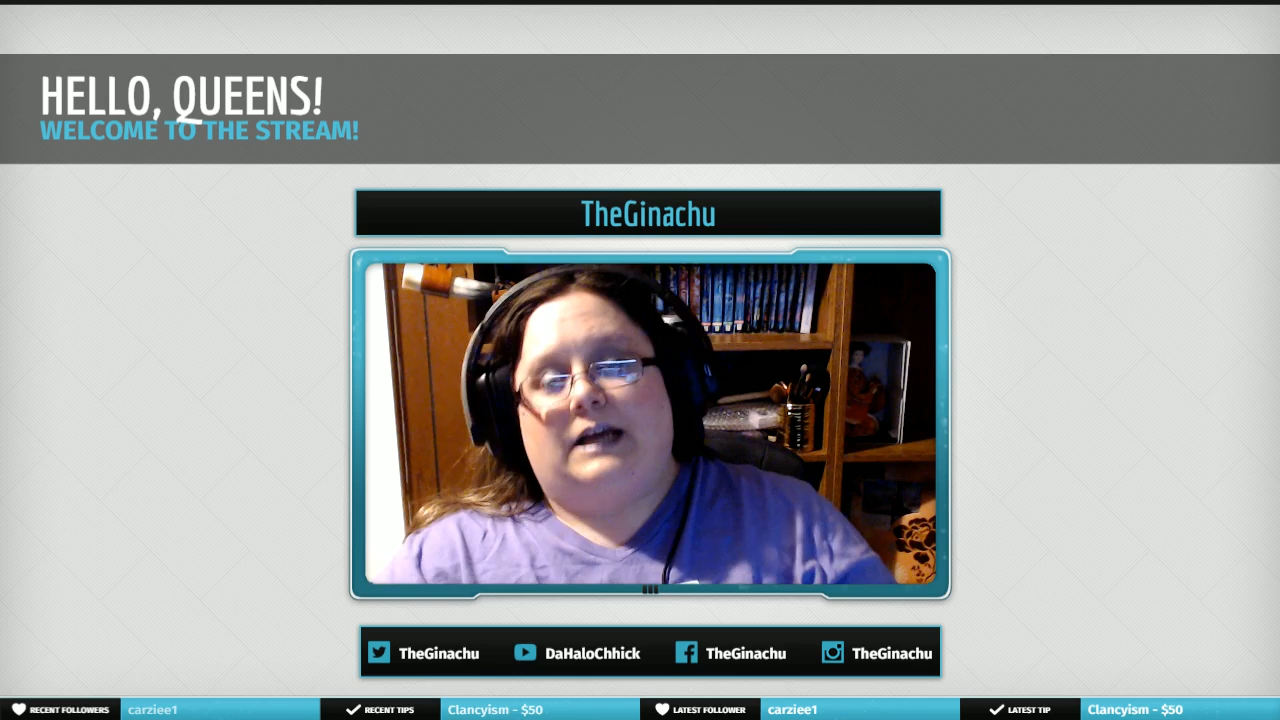 HELLO, QUEENS!
WELCOME TO THE STREAM!
TheGinachu
TheGinachu DaHaloChhick TheGinachu TheGinachu
RECENT FOLLOWERS carziee1 RECENT TIPS Clancyism - $50 LATEST FOLLOWER carziee1 LATEST TIP Clancyism - $50